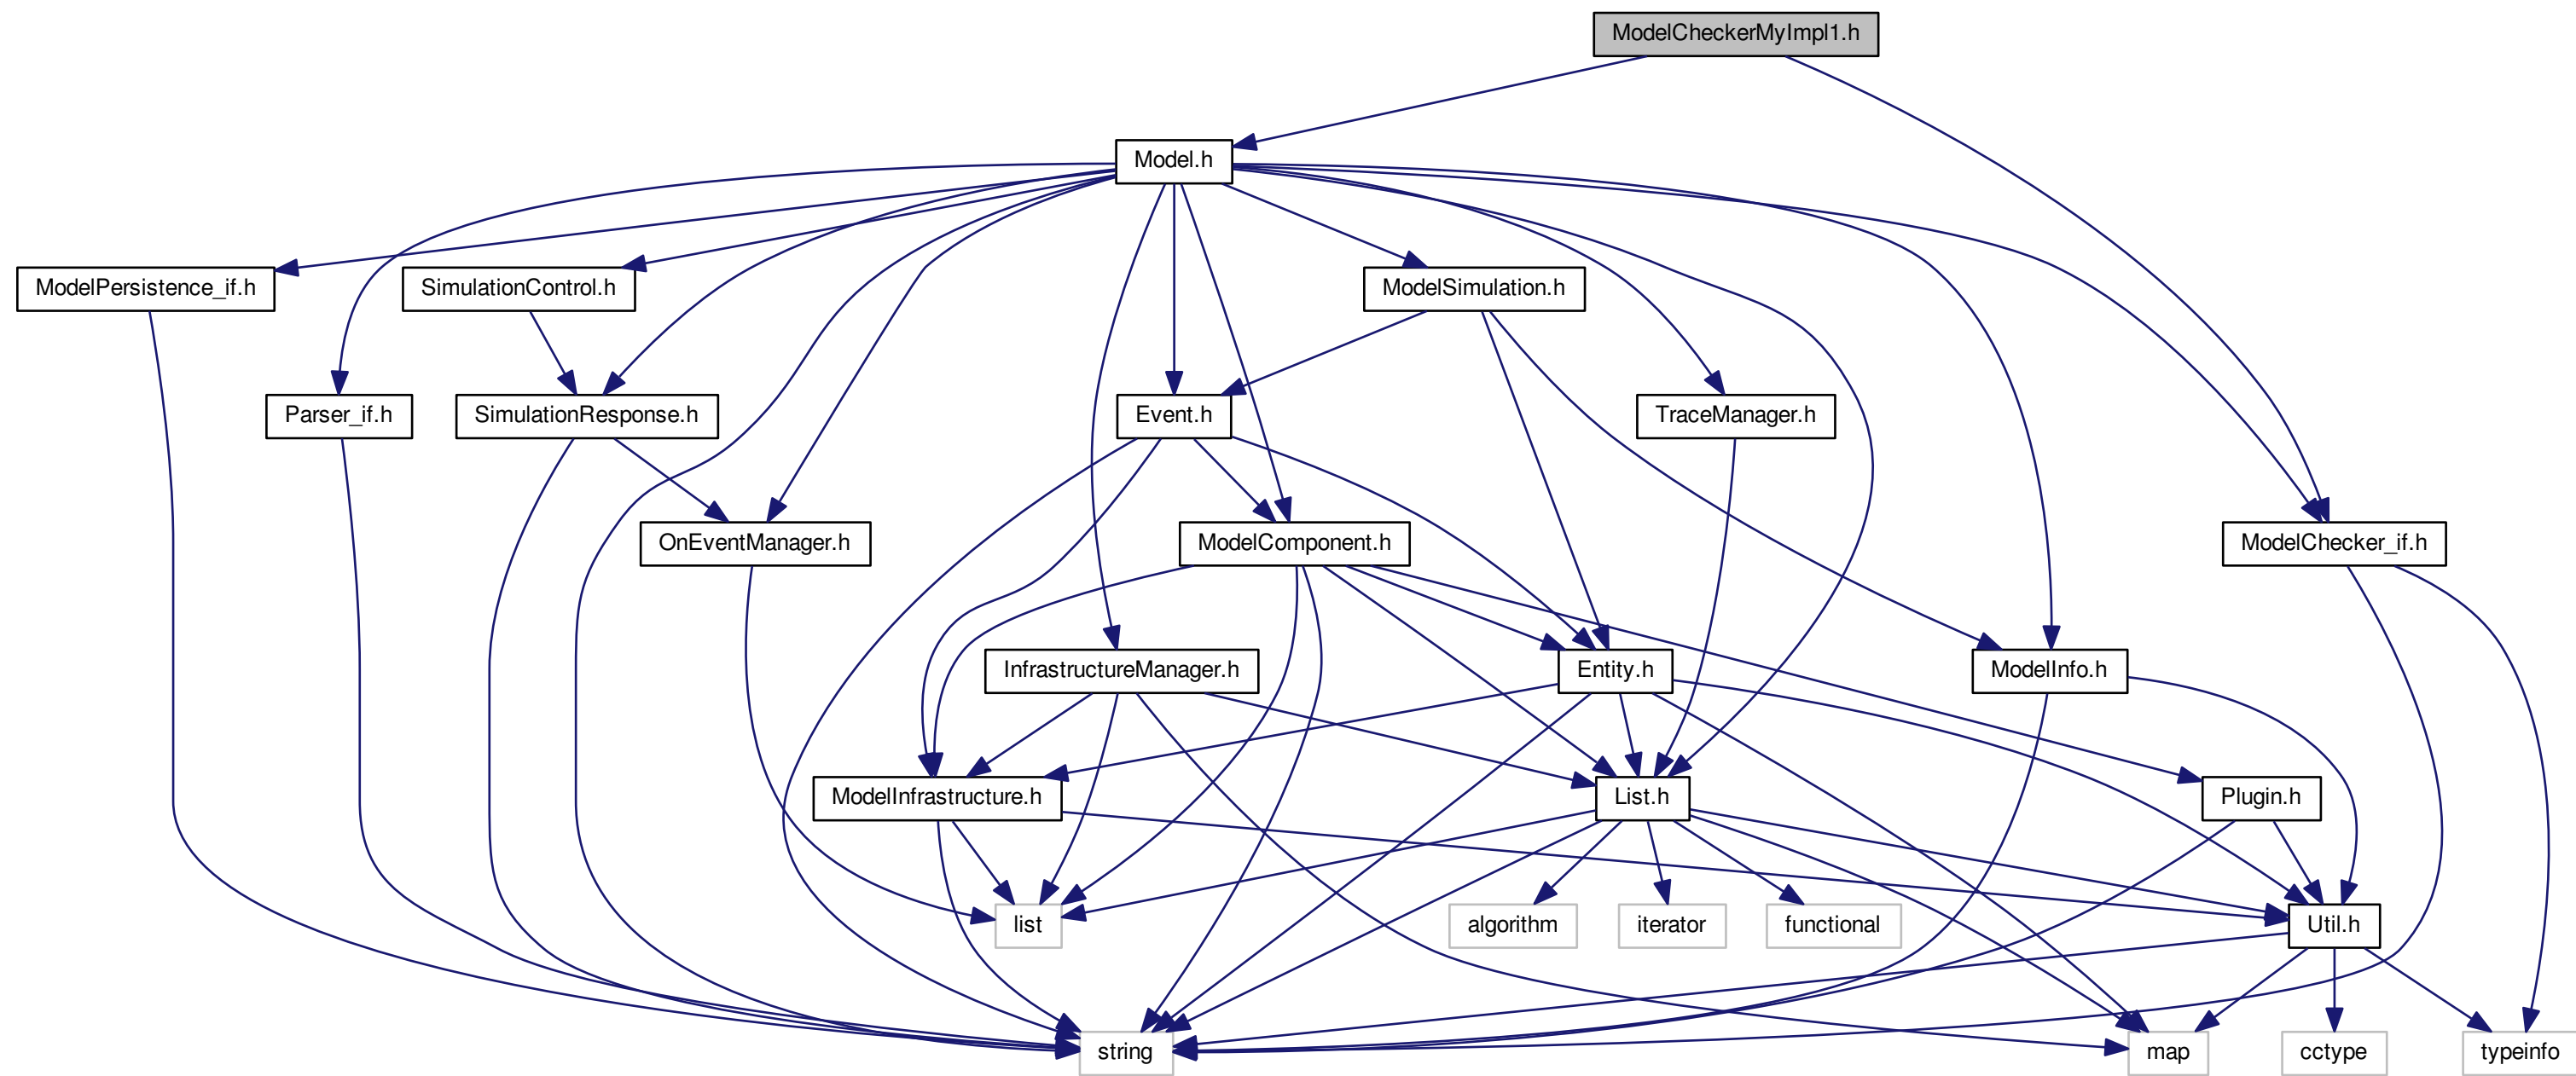 ModelCheckerMyImpl1.h
Model.h
ModelPersistence_if.h
SimulationControl.h
ModelSimulation.h
Parser_if.h
SimulationResponse.h
Event.h
TraceManager.h
OnEventManager.h
ModelComponent.h
ModelChecker_if.h
InfrastructureManager.h
Entity.h
ModelInfo.h
ModelInfrastructure.h
List.h
Plugin.h
list
algorithm
iterator
functional
Util.h
string
map
cctype
typeinfo